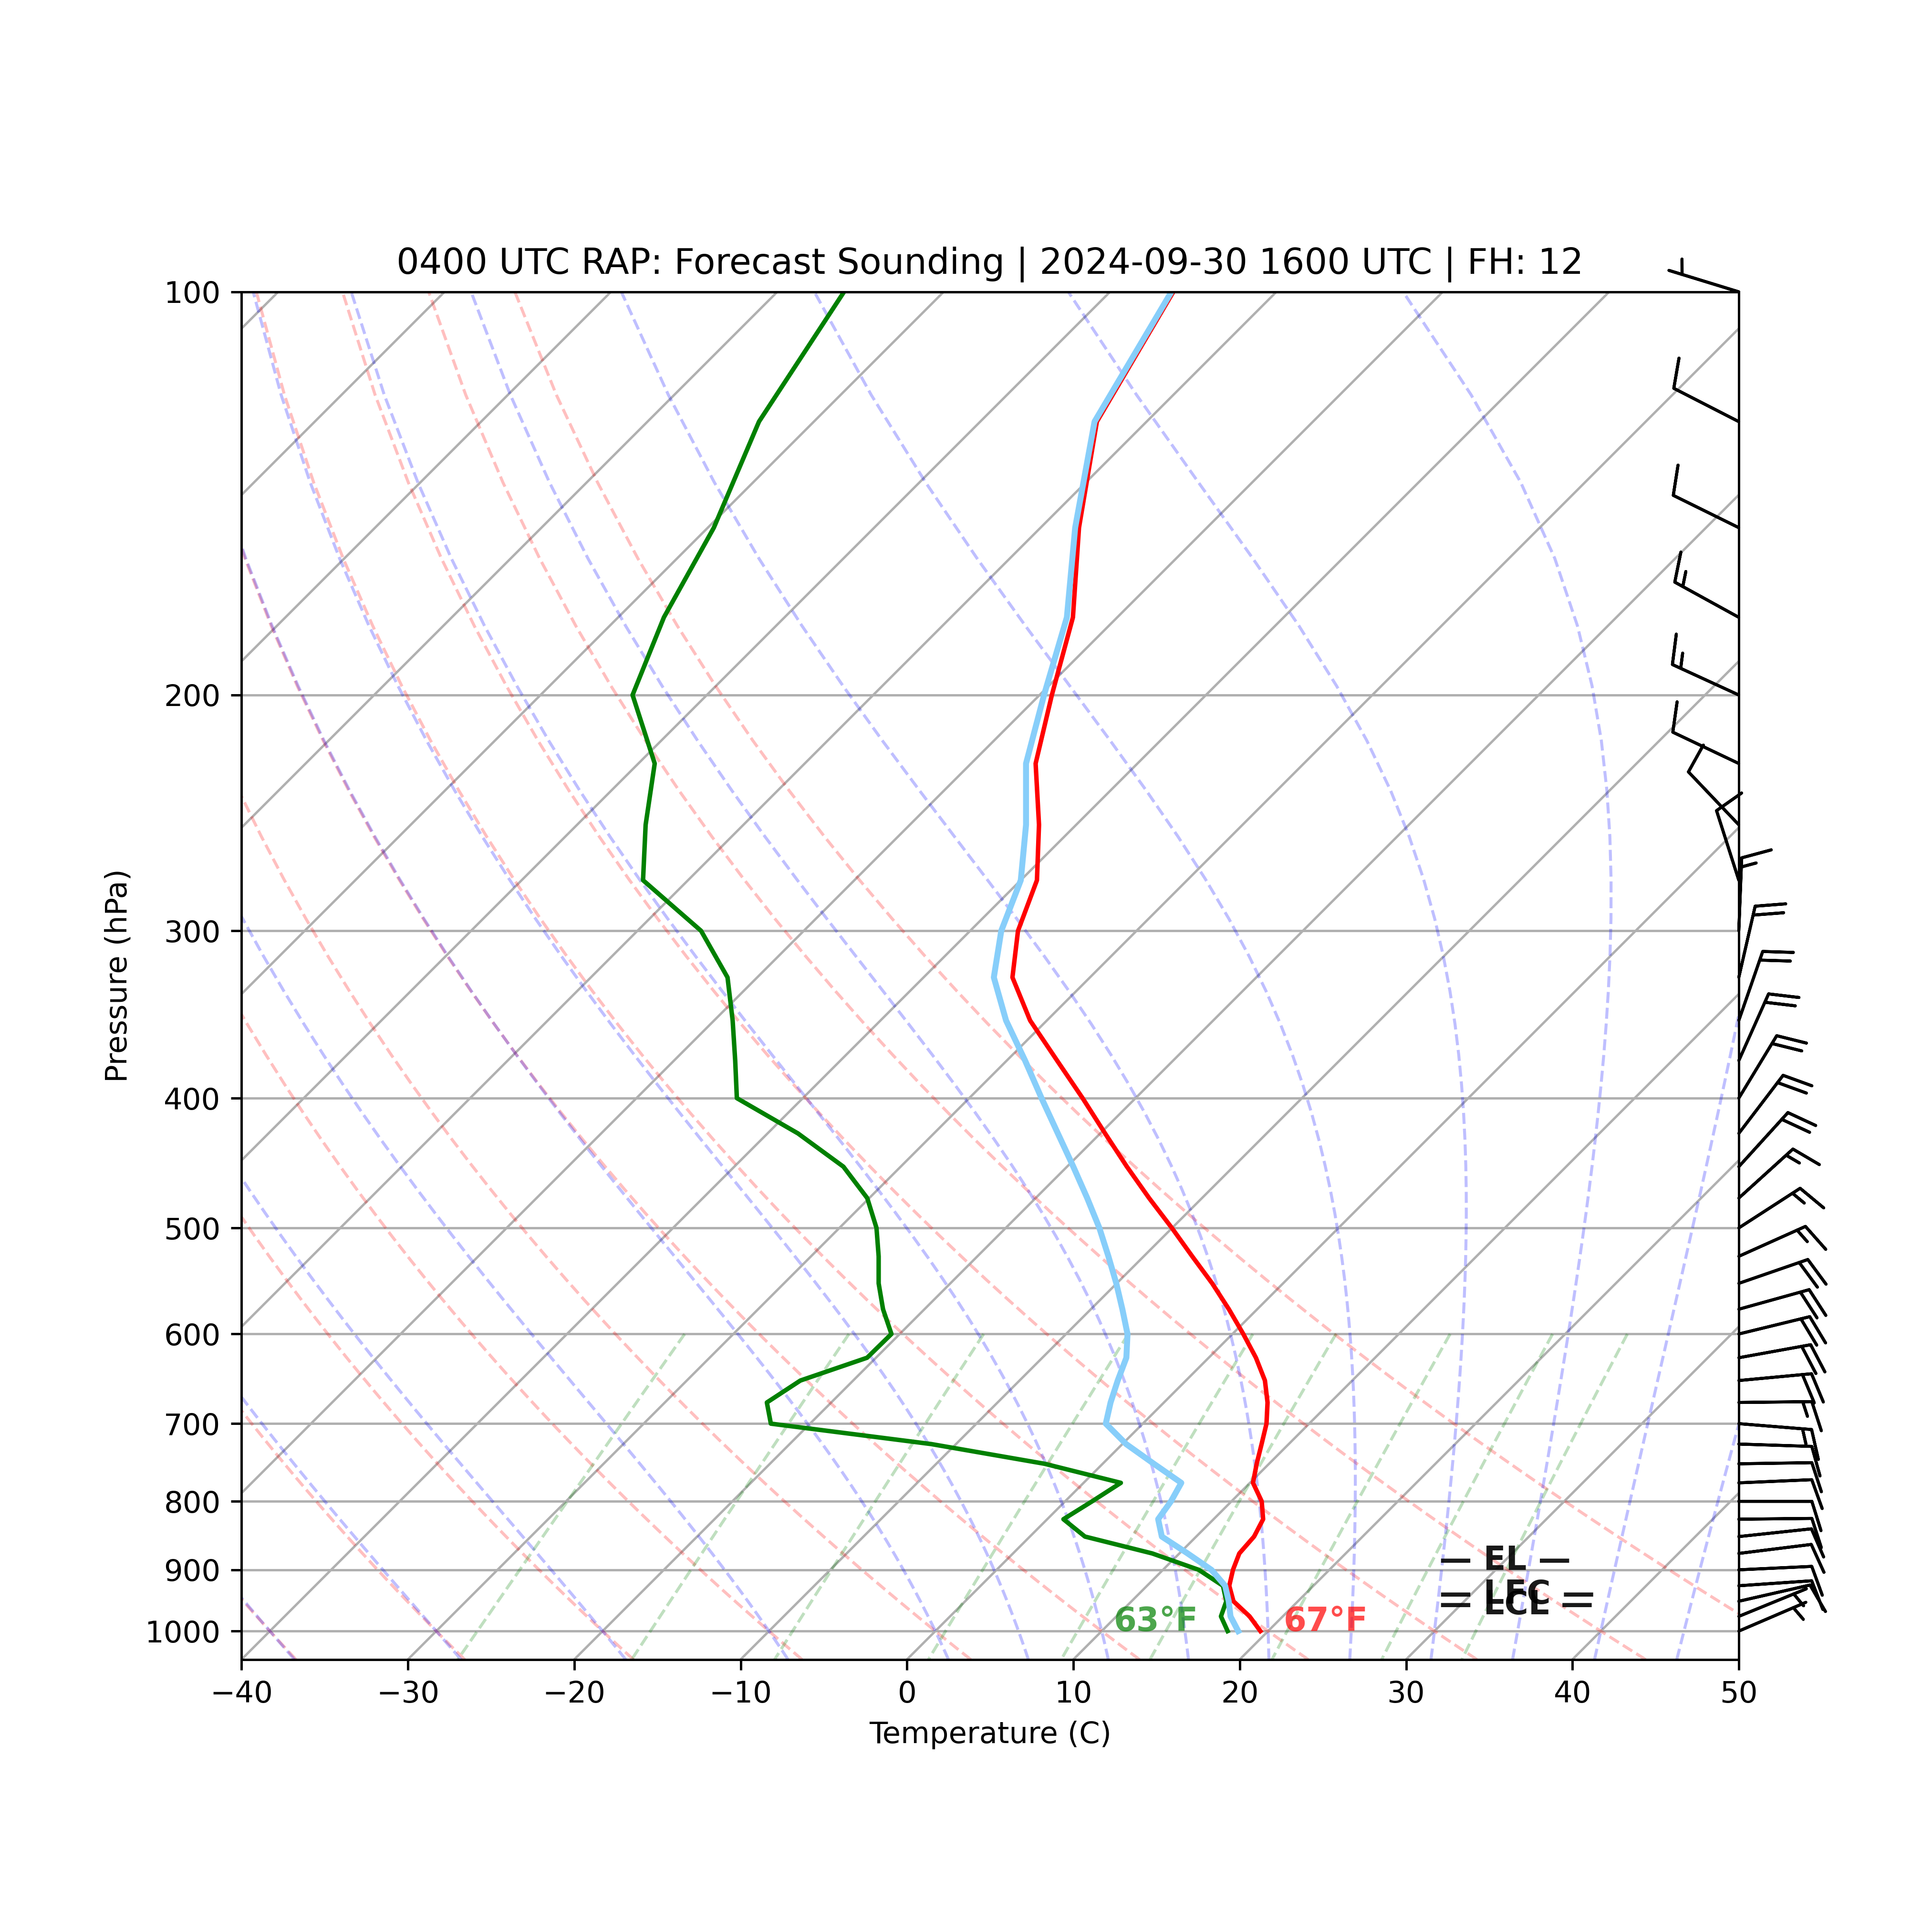 0400 UTC RAP: Forecast Sounding | 2024-09-30 1600 UTC | FH: 12
100
200
300
400
500
600
700
800
900
1000
Pressure (hPa)
— EL —
— LFC —
— LCL —
63°F
67°F
−40 −30 −20 −10 0 10 20 30 40 50
Temperature (C)